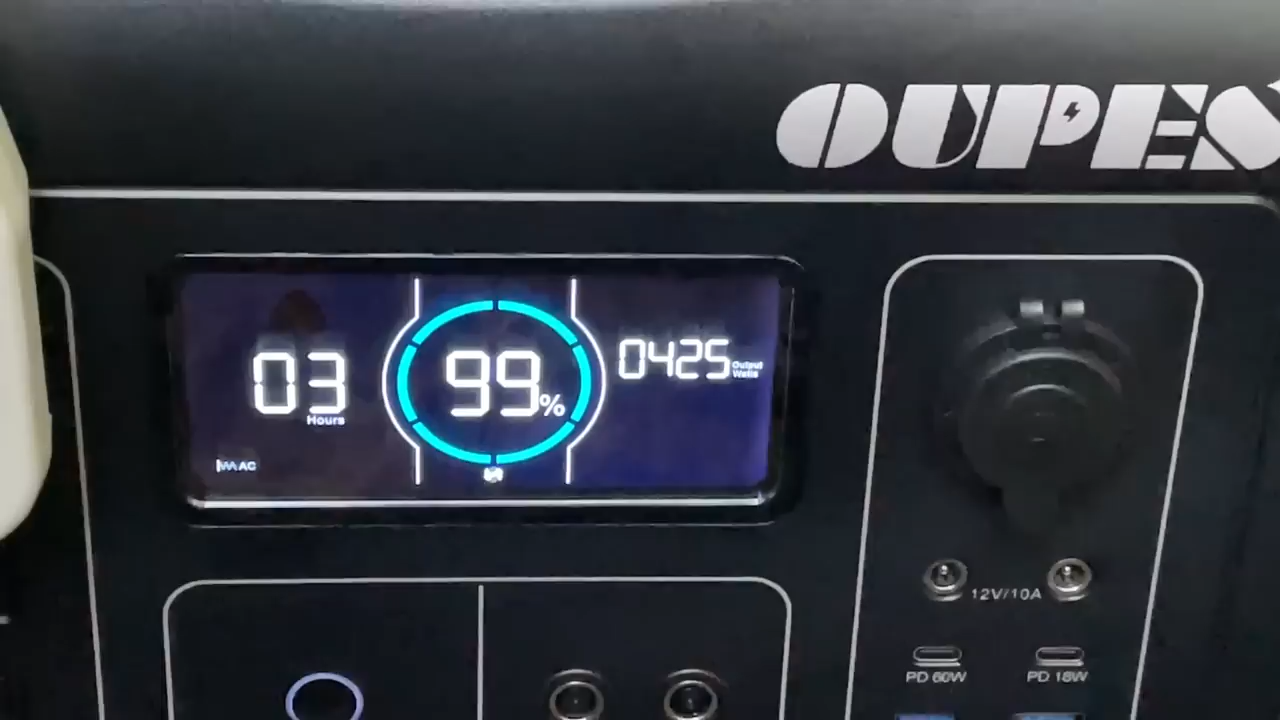 OUPES
03
Hours
99%
0425
Output
Watts
AC
12V/10A
PD 60W
PD 18W